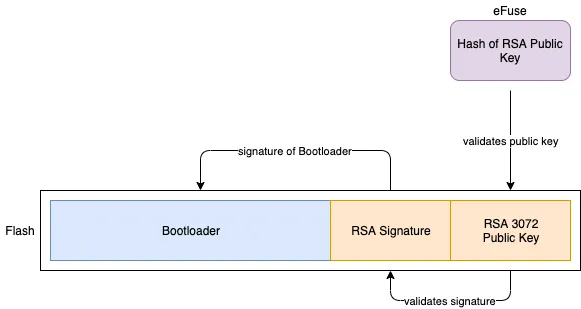 eFuse
Hash of RSA Public
Key
validates public key
signature of Bootloader
Flash
Bootloader
RSA Signature
RSA 3072
Public Key
validates signature